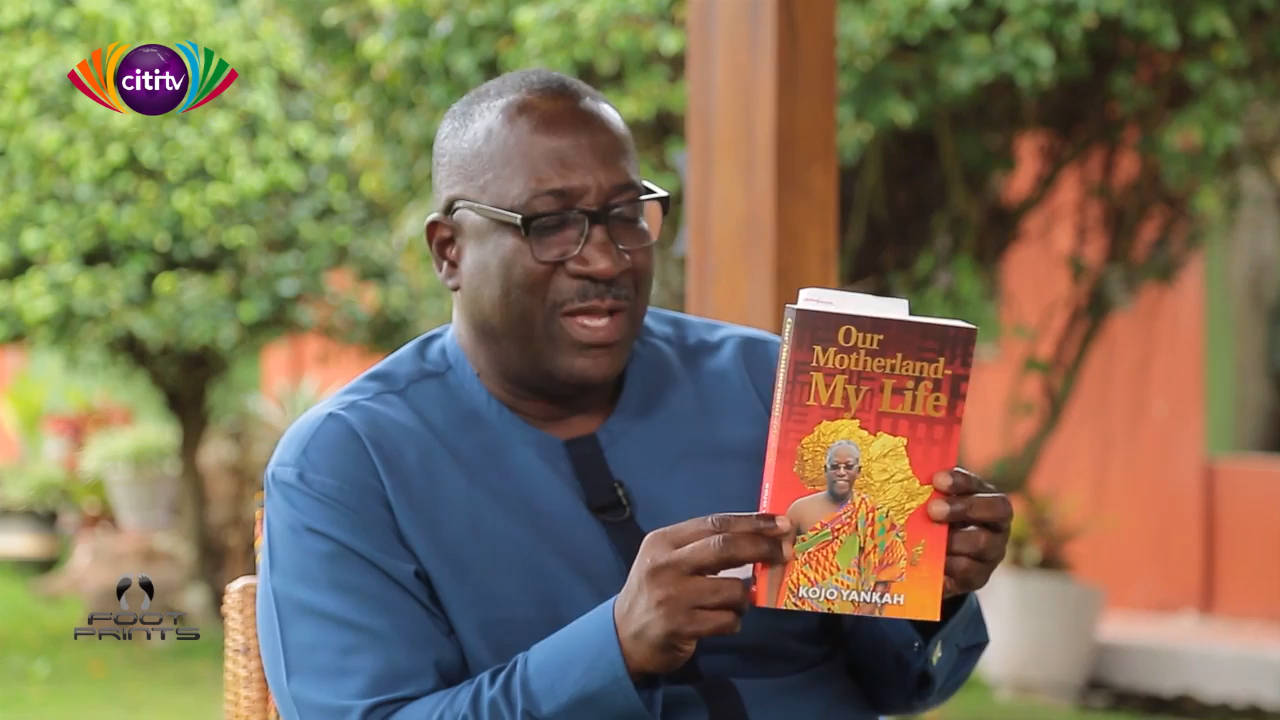 citi tv
Our
Motherland-
My Life
KOJO YANKAH
FOOT
PRINTS